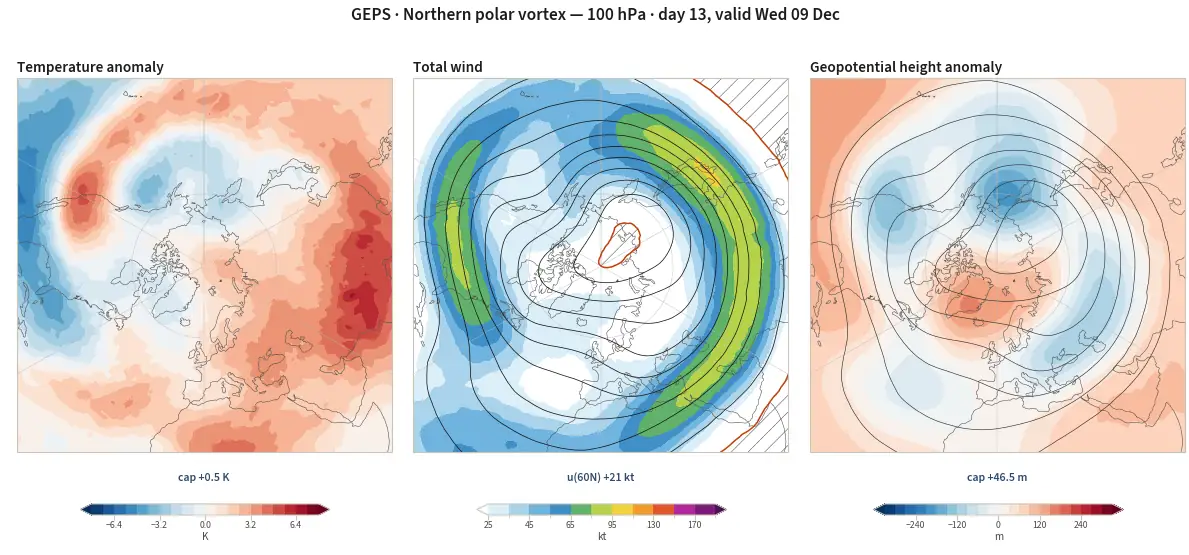 GEPS · Northern polar vortex — 100 hPa · day 13, valid Wed 09 Dec
Temperature anomaly
Total wind
Geopotential height anomaly
cap +0.5 K
u(60N) +21 kt
cap +46.5 m
−6.4 −3.2 0.0 3.2 6.4
K
25 45 65 95 130 170
kt
−240 −120 0 120 240
m